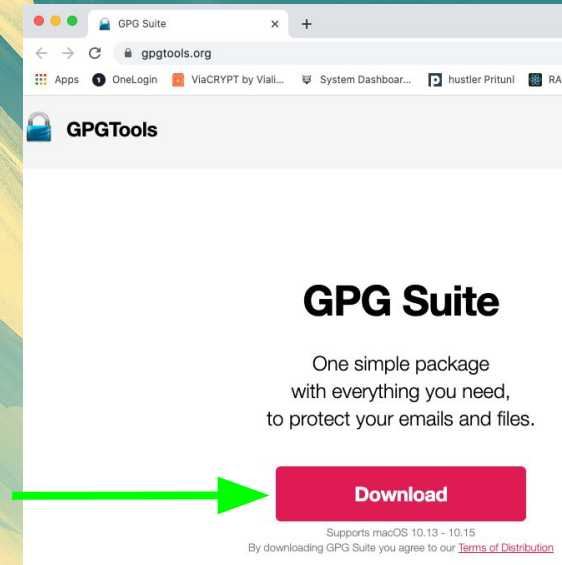 GPG Suite
gpgtools.org
Apps OneLogin ViaCRYPT by Viali... System Dashboar... hustler Pritunl RA
GPGTools
GPG Suite
One simple package
with everything you need,
to protect your emails and files.
Download
Supports macOS 10.13 - 10.15
By downloading GPG Suite you agree to our Terms of Distribution